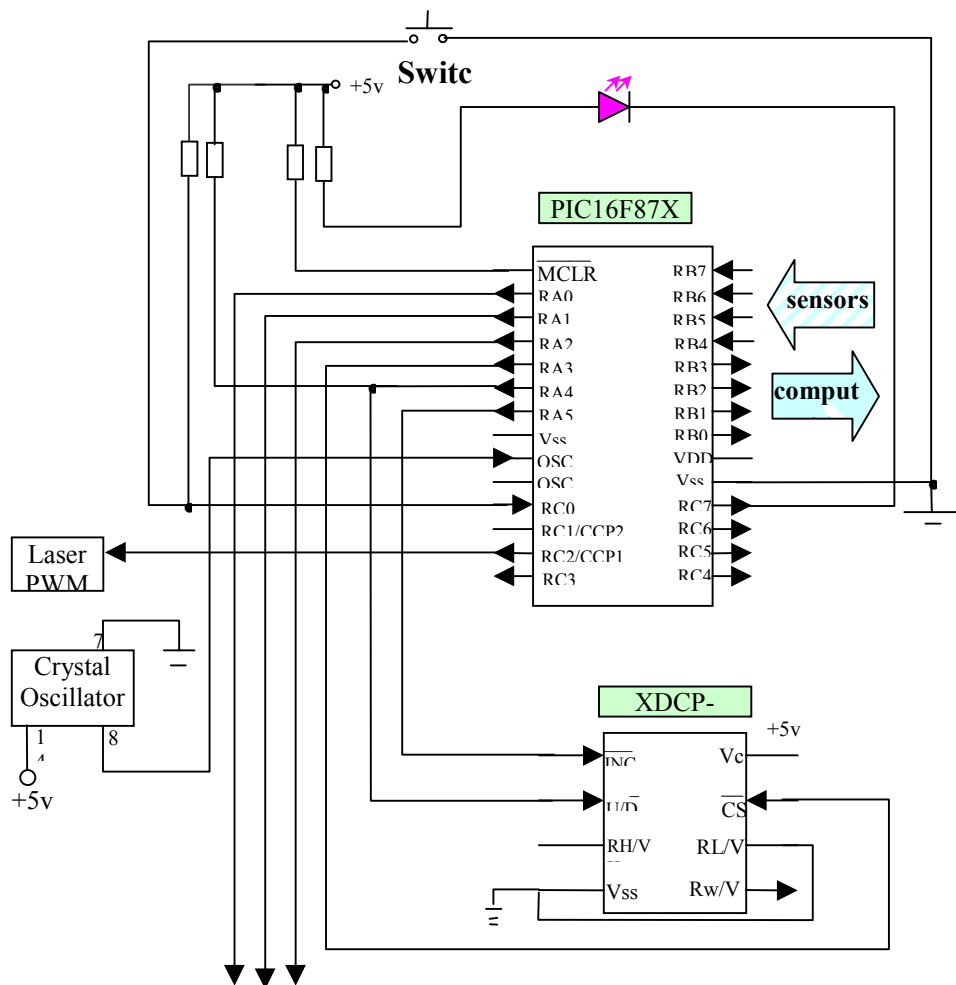 Switc
+5v
PIC16F87X
MCLR
RA0
RA1
RA2
RA3
RA4
RA5
Vss
OSC
OSC
RC0
RC1/CCP2
RC2/CCP1
RC3
RB7
RB6
RB5
RB4
RB3
RB2
RB1
RB0
VDD
Vss
RC7
RC6
RC5
RC4
sensors
comput
Laser
PWM
7
Crystal
Oscillator
1
4
8
+5v
XDCP-
+5v
INC
U/D
RH/V
Vss
Vc
CS
RL/V
Rw/V